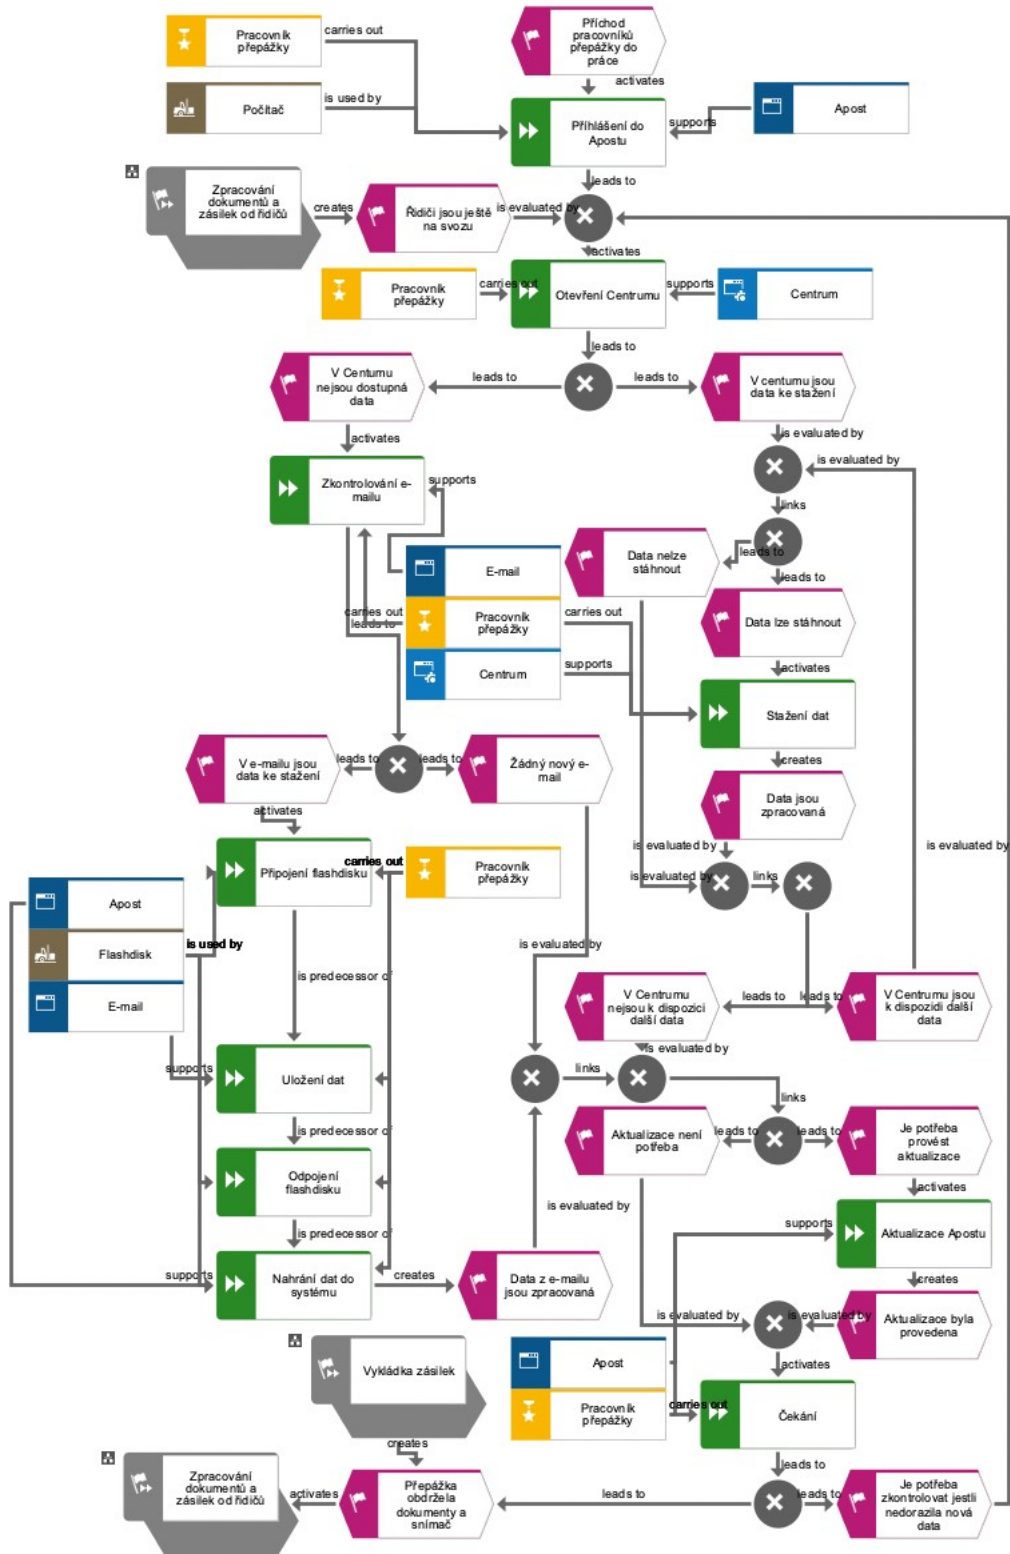 Pracovník
přepážky
carries out
Příchod
pracovníků
přepážky do
práce
activates
Počítač
is used by
Přihlášení do
Apostu
supports
Apost
leads to
Zpracování
dokumentů a
zásilek od řidičů
creates
Řidiči jsou ještě
na svozu
is evaluated by
activates
Pracovník
přepážky
carries out
Otevření Centrumu
supports
Centrum
leads to
V Centumu
nejsou dostupná
data
leads to
leads to
V centumu jsou
data ke stažení
activates
is evaluated by
Zkontrolování e-
mailu
supports
is evaluated by
links
Data nelze
stáhnout
leads to
leads to
E-mail
carries out
leads to
Pracovník
přepážky
carries out
Data lze stáhnout
Centrum
supports
activates
Stažení dat
creates
V e-mailu jsou
data ke stažení
leads to
leads to
Žádný nový e-
mail
Data jsou
zpracovaná
activates
is evaluated by
is evaluated by
Připojení flashdisku
carries out
Pracovník
přepážky
is evaluated by
links
Apost
Flashdisk
is used by
E-mail
is predecessor of
is evaluated by
V Centrumu
nejsou k dispozici
další data
leads to
leads to
V Centrumu jsou
k dispozidi další
data
is evaluated by
supports
Uložení dat
links
links
is predecessor of
Aktualizace není
potřeba
leads to
leads to
Je potřeba
provést
aktualizace
Odpojení
flashdisku
activates
is evaluated by
is predecessor of
supports
Aktualizace Apostu
supports
Nahrání dat do
systému
creates
Data z e-mailu
jsou zpracovaná
creates
is evaluated by
is evaluated by
Aktualizace byla
provedena
Vykládka zásilek
Apost
activates
Pracovník
přepážky
carries out
Čekání
creates
leads to
Zpracování
dokumentů a
zásilek od řidičů
activates
Přepážka
obdržela
dokumenty a
snímač
leads to
leads to
Je potřeba
zkontrolovat jestli
nedorazila nová
data